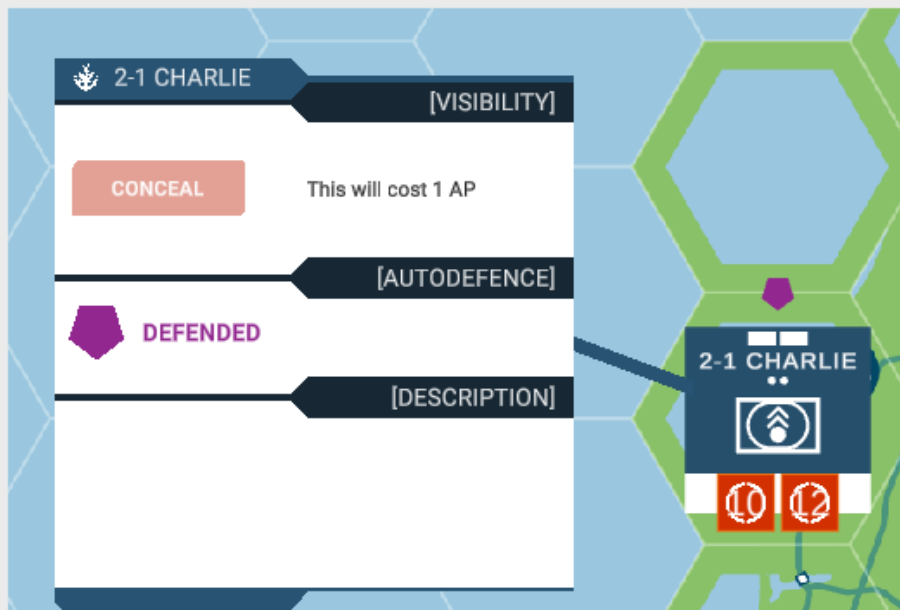 2-1 CHARLIE
[VISIBILITY]
CONCEAL
This will cost 1 AP
[AUTODEFENCE]
DEFENDED
[DESCRIPTION]
2-1 CHARLIE
10 12